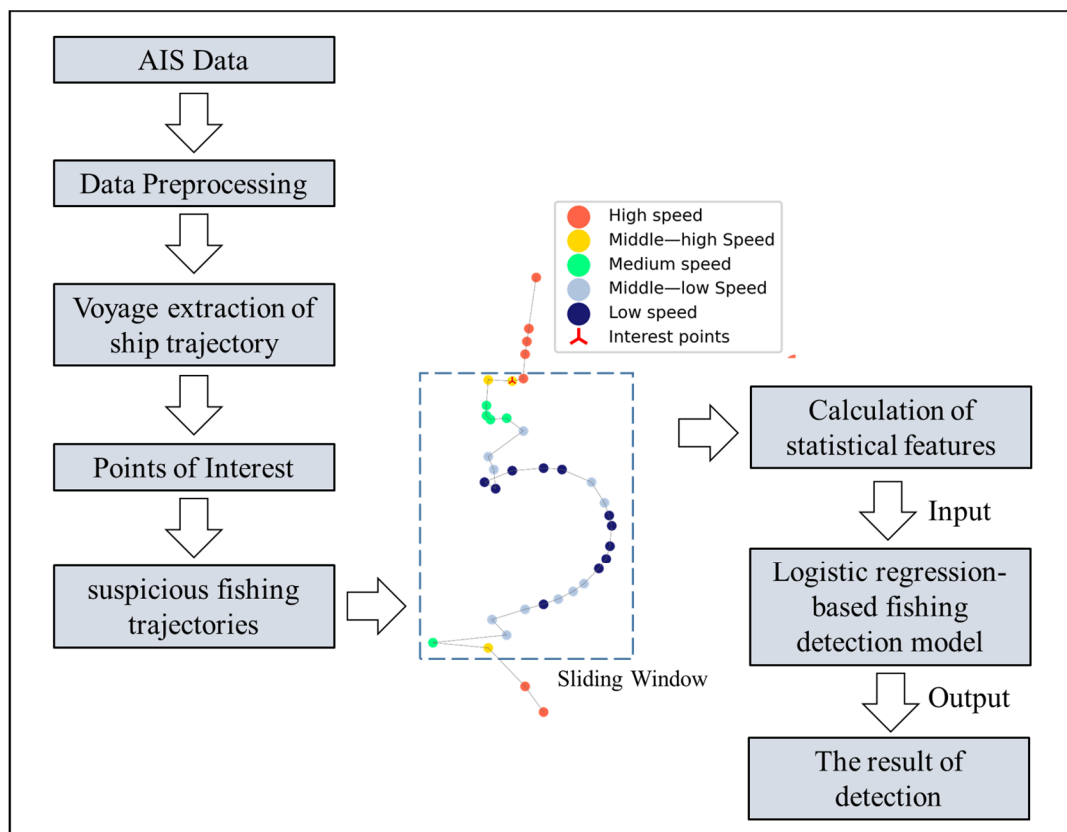 AIS Data
Data Preprocessing
Voyage extraction of
ship trajectory
Points of Interest
suspicious fishing
trajectories
High speed
Middle—high Speed
Medium speed
Middle—low Speed
Low speed
Interest points
Sliding Window
Calculation of
statistical features
Input
Logistic regression-
based fishing
detection model
Output
The result of
detection